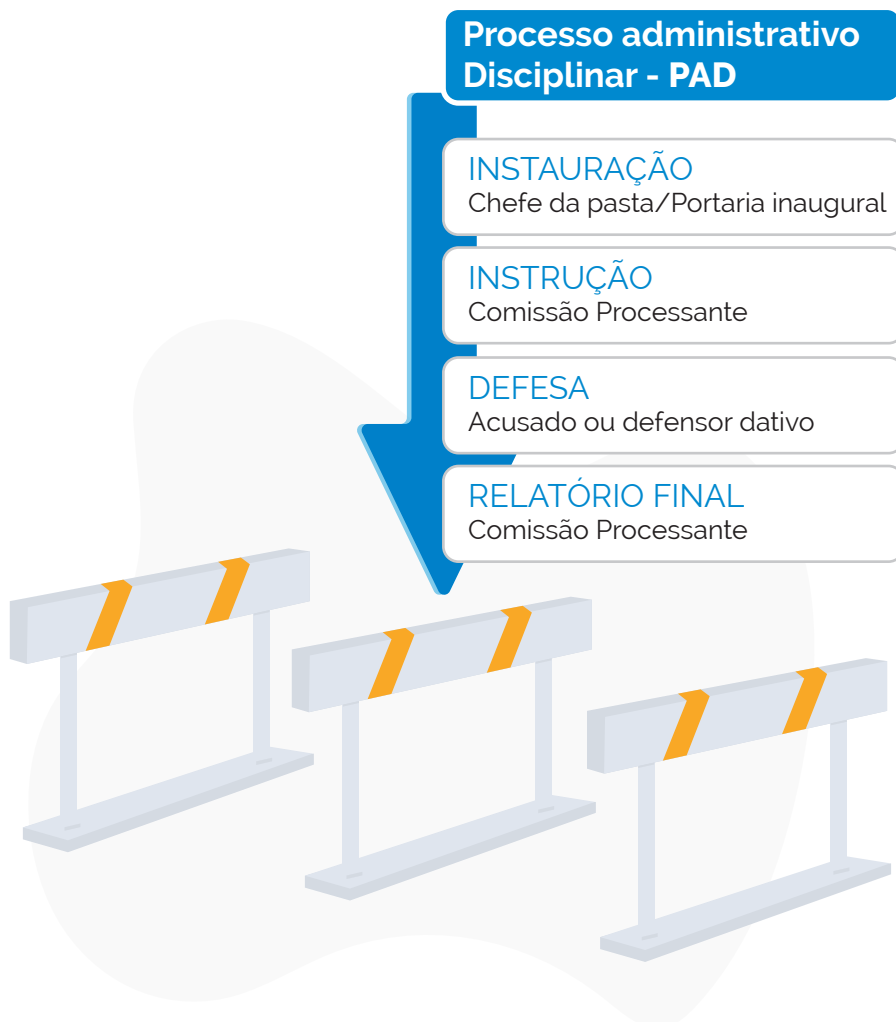 Processo administrativo
Disciplinar - PAD
INSTAURAÇÃO
Chefe da pasta/Portaria inaugural
INSTRUÇÃO
Comissão Processante
DEFESA
Acusado ou defensor dativo
RELATÓRIO FINAL
Comissão Processante